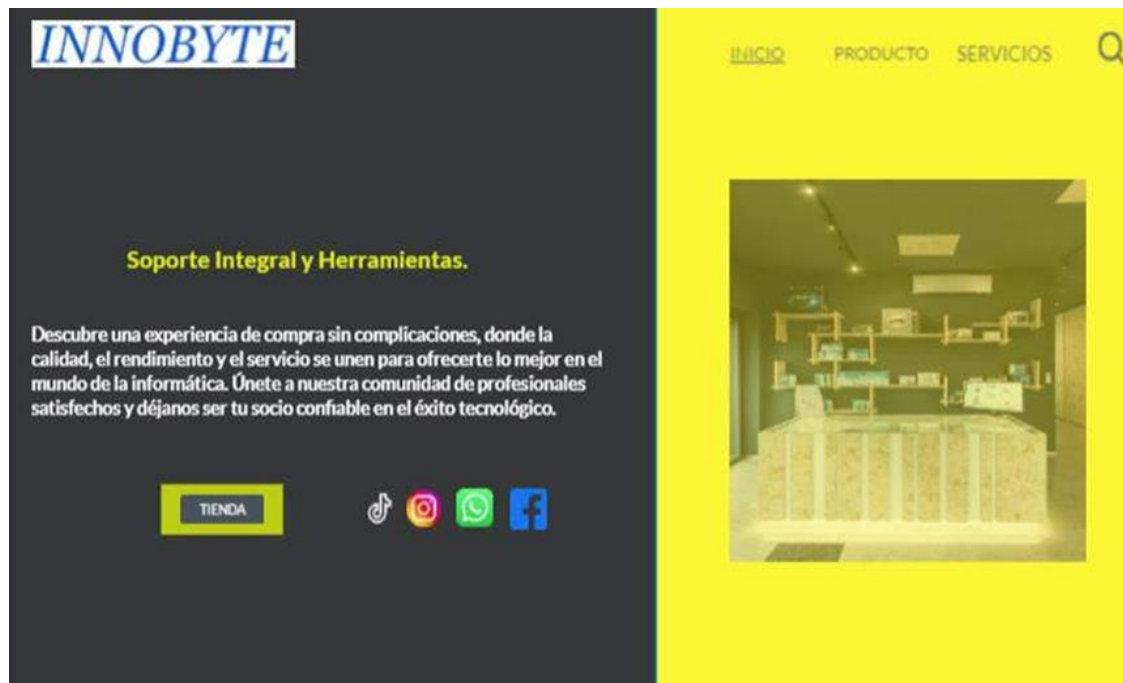 INNOBYTE
INICIO PRODUCTO SERVICIOS
Soporte Integral y Herramientas.
Descubre una experiencia de compra sin complicaciones, donde la
calidad, el rendimiento y el servicio se unen para ofrecerte lo mejor en el
mundo de la informática. Únete a nuestra comunidad de profesionales
satisfechos y déjanos ser tu socio confiable en el éxito tecnológico.
TIENDA